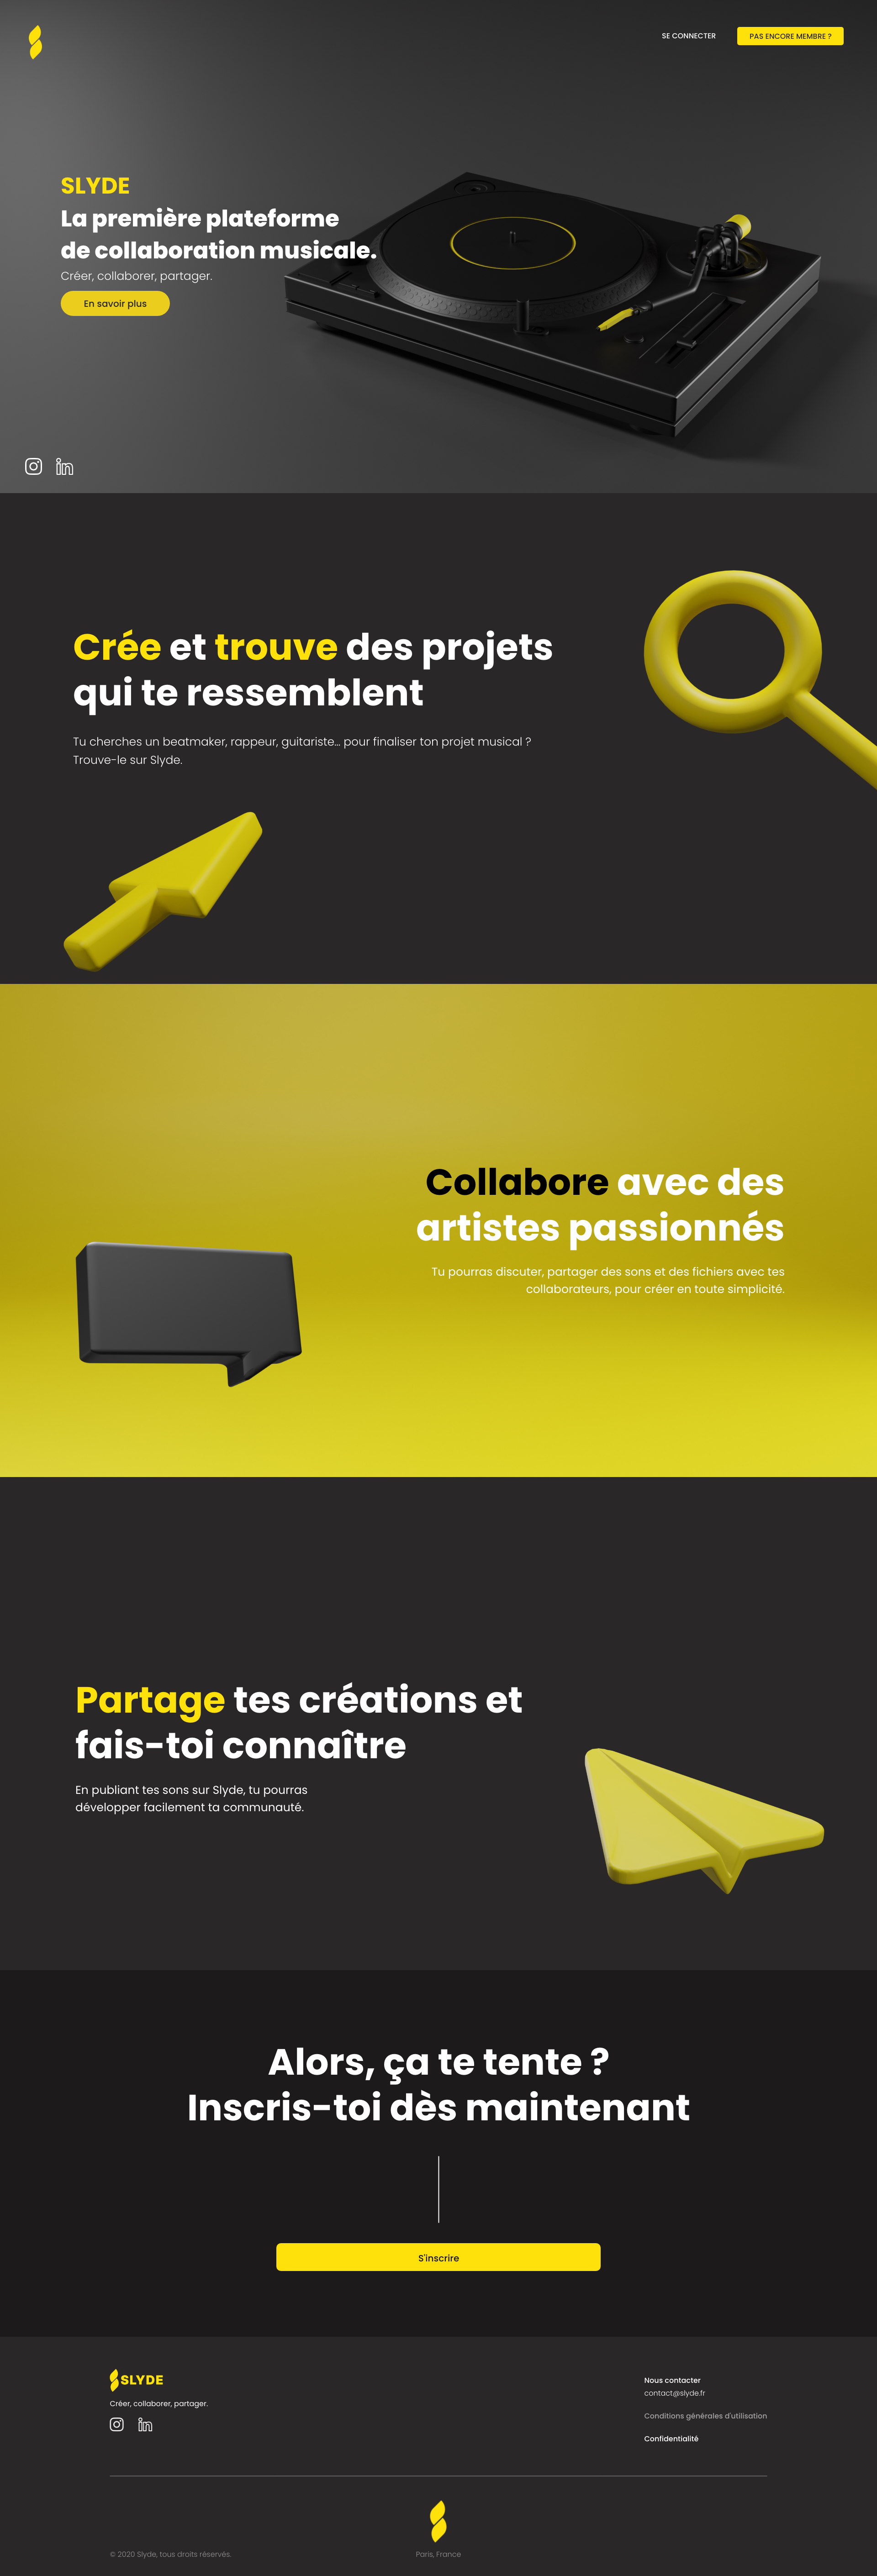 SE CONNECTER
PAS ENCORE MEMBRE ?
SLYDE
La première plateforme
de collaboration musicale.
Créer, collaborer, partager.
En savoir plus
Crée et trouve des projets
qui te ressemblent
Tu cherches un beatmaker, rappeur, guitariste... pour finaliser ton projet musical ?
Trouve-le sur Slyde.
Collabore avec des
artistes passionnés
Tu pourras discuter, partager des sons et des fichiers avec tes
collaborateurs, pour créer en toute simplicité.
Partage tes créations et
fais-toi connaître
En publiant tes sons sur Slyde, tu pourras
développer facilement ta communauté.
Alors, ça te tente ?
Inscris-toi dès maintenant
S'inscrire
SLYDE
Créer, collaborer, partager.
Nous contacter
contact@slyde.fr
Conditions générales d'utilisation
Confidentialité
© 2020 Slyde, tous droits réservés.
Paris, France